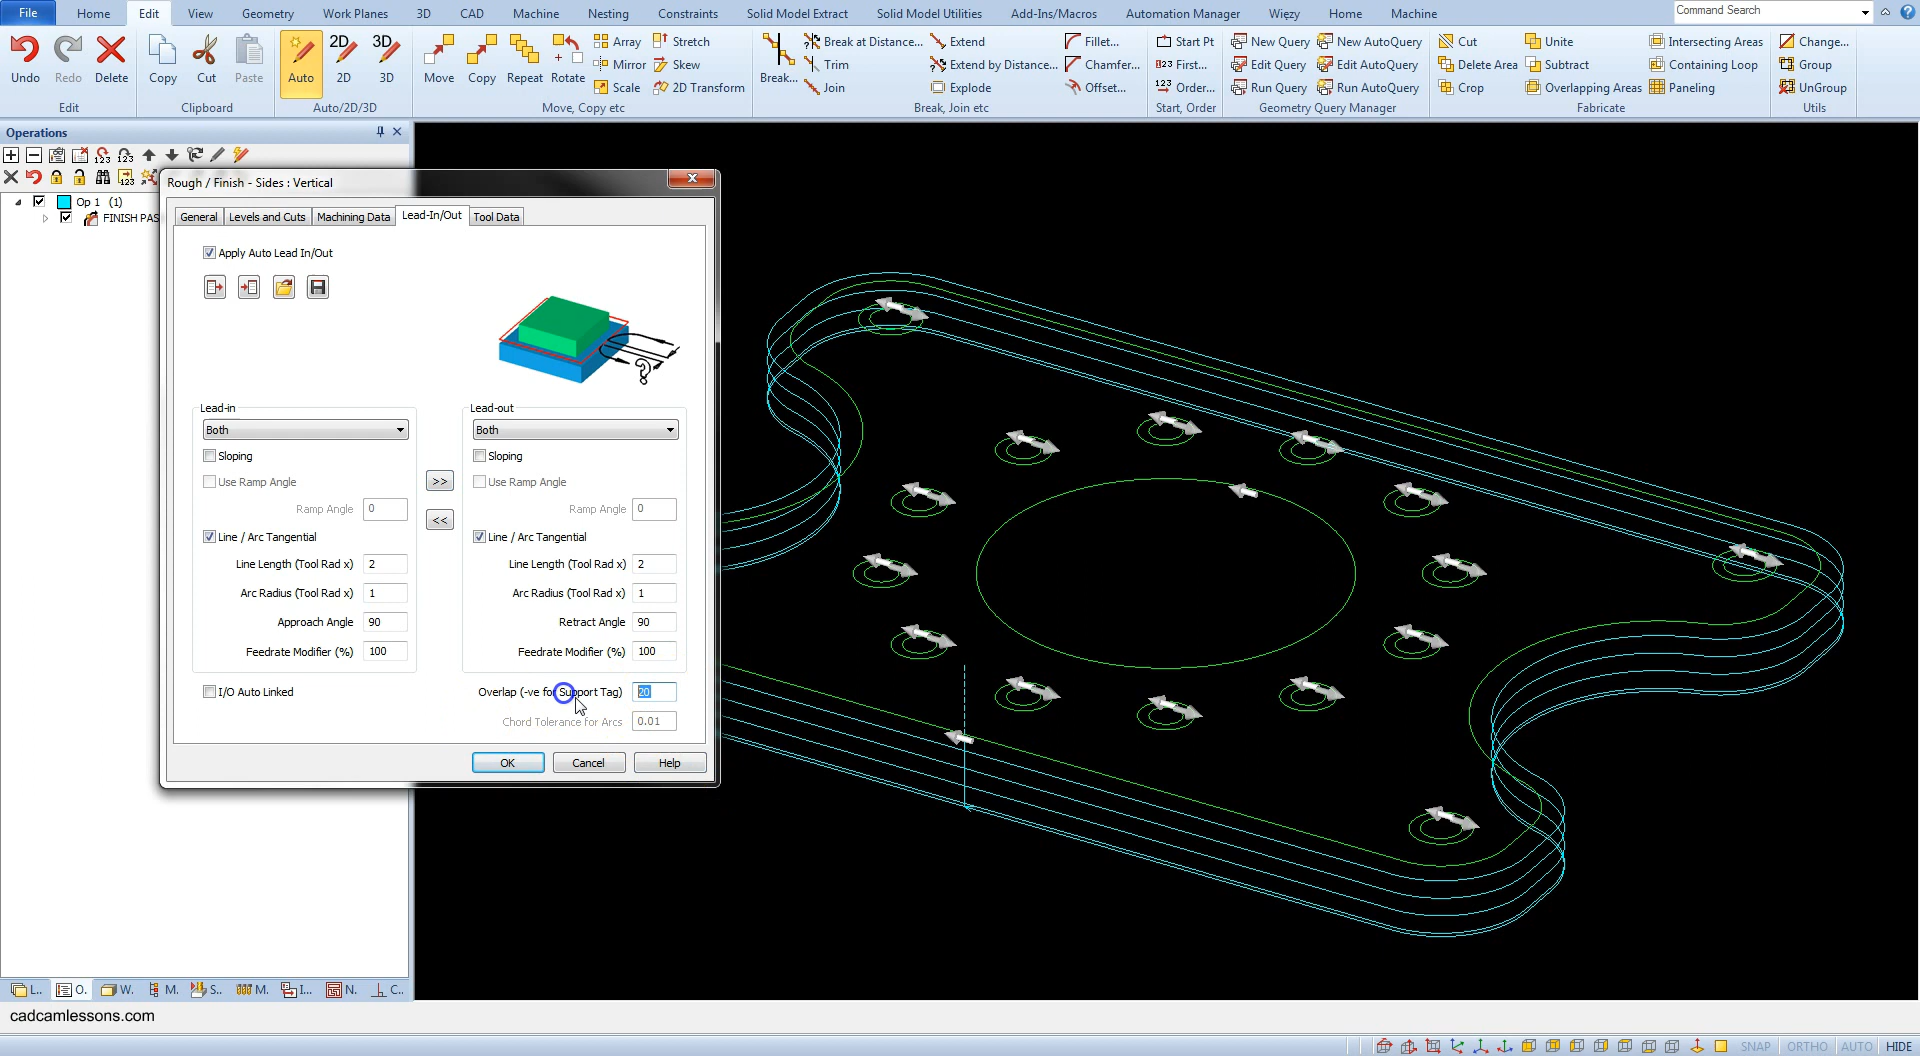 File Home Edit View Geometry Work Planes 3D CAD Machine Nesting Constraints Solid Model Extract Solid Model Utilities Add-Ins/Macros Automation Manager Więzy Home Machine Command Search
Undo Redo Delete Copy Cut Paste Auto 2D 3D Move Copy Repeat Rotate
Array Stretch
Mirror Skew
Scale 2D Transform
Break...
Break at Distance... Extend Fillet...
Trim Extend by Distance... Chamfer...
Join Explode Offset...
Start Pt
First...
Order...
New Query New AutoQuery
Edit Query Edit AutoQuery
Run Query Run AutoQuery
Cut Unite Intersecting Areas
Delete Area Subtract Containing Loop
Crop Overlapping Areas Paneling
Change...
Group
UnGroup
Edit Clipboard Auto/2D/3D Move, Copy etc Break, Join etc Start, Order Geometry Query Manager Fabricate Utils
Operations
Op 1 (1)
FINISH PAS
Rough / Finish - Sides : Vertical
General Levels and Cuts Machining Data Lead-In/Out Tool Data
Apply Auto Lead In/Out
?
Lead-in Lead-out
Both Both
Sloping Sloping
Use Ramp Angle Use Ramp Angle
Ramp Angle 0 Ramp Angle 0
>>
<<
Line / Arc Tangential Line / Arc Tangential
Line Length (Tool Rad x) 2 Line Length (Tool Rad x) 2
Arc Radius (Tool Rad x) 1 Arc Radius (Tool Rad x) 1
Approach Angle 90 Retract Angle 90
Feedrate Modifier (%) 100 Feedrate Modifier (%) 100
I/O Auto Linked Overlap (-ve for Support Tag) 20
Chord Tolerance for Arcs 0.01
OK Cancel Help
L.. O. W. M. S.. M. I... N. C..
cadcamlessons.com
SNAP ORTHO AUTO HIDE